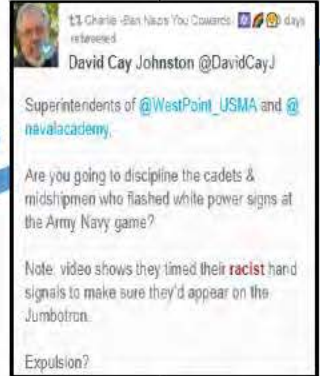 Charlie -Ban Nazis You Cowards- days
retweeted
David Cay Johnston @DavidCayJ
Superintendents of @WestPoint_USMA and @
navalacademy,
Are you going to discipline the cadets &
midshipmen who flashed white power signs at
the Army Navy game?
Note: video shows they timed their racist hand
signals to make sure they'd appear on the
Jumbotron.
Expulsion?